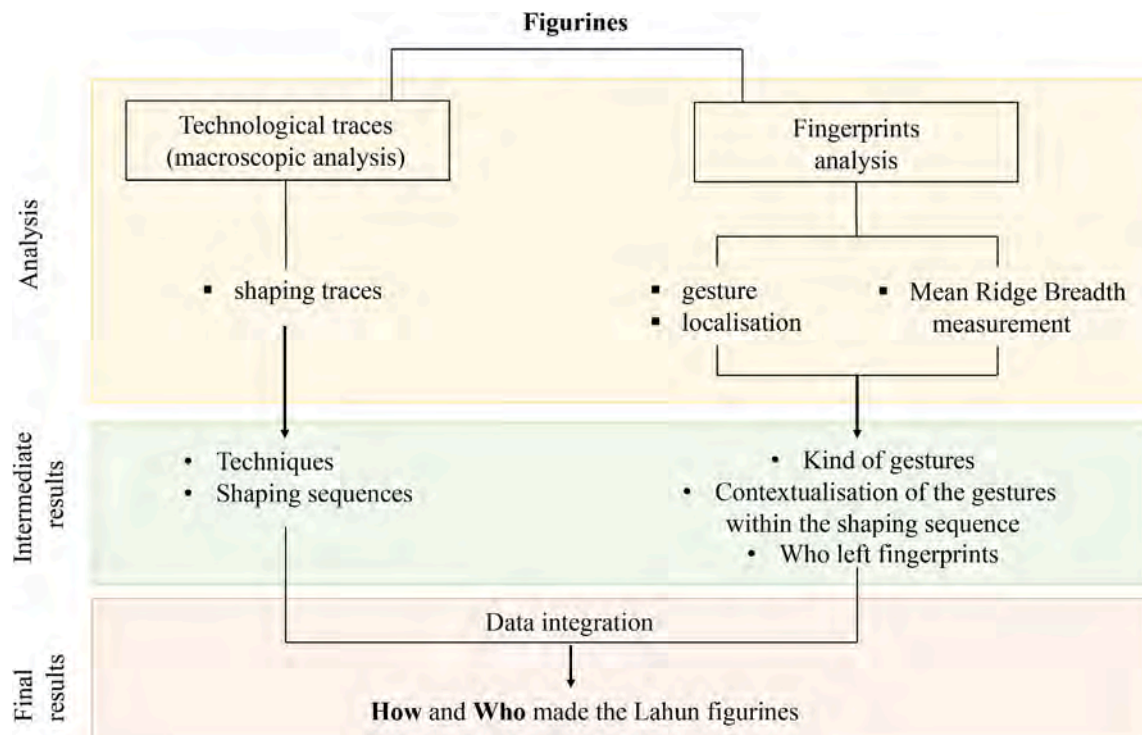 Figurines
Technological traces
(macroscopic analysis)
Fingerprints
analysis
Analysis
▪ shaping traces
▪ gesture
▪ localisation
▪ Mean Ridge Breadth
measurement
Intermediate
results
• Techniques
• Shaping sequences
• Kind of gestures
• Contextualisation of the gestures
within the shaping sequence
• Who left fingerprints
Final
results
Data integration
How and Who made the Lahun figurines